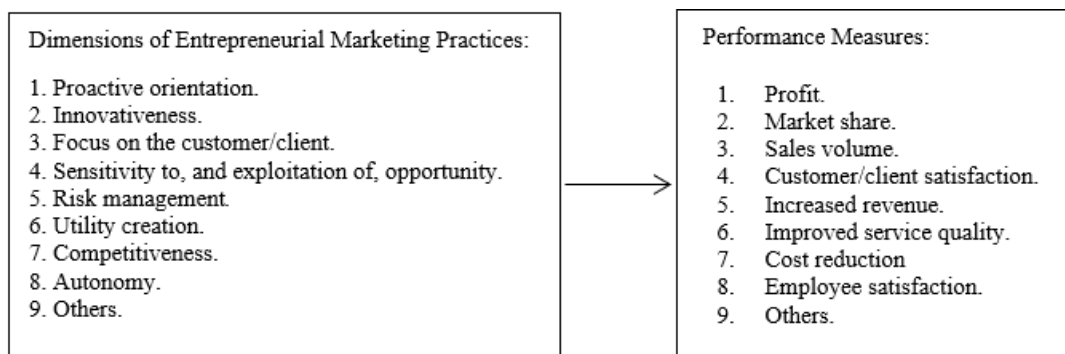 Dimensions of Entrepreneurial Marketing Practices:
1. Proactive orientation.
2. Innovativeness.
3. Focus on the customer/client.
4. Sensitivity to, and exploitation of, opportunity.
5. Risk management.
6. Utility creation.
7. Competitiveness.
8. Autonomy.
9. Others.
Performance Measures:
1. Profit.
2. Market share.
3. Sales volume.
4. Customer/client satisfaction.
5. Increased revenue.
6. Improved service quality.
7. Cost reduction
8. Employee satisfaction.
9. Others.